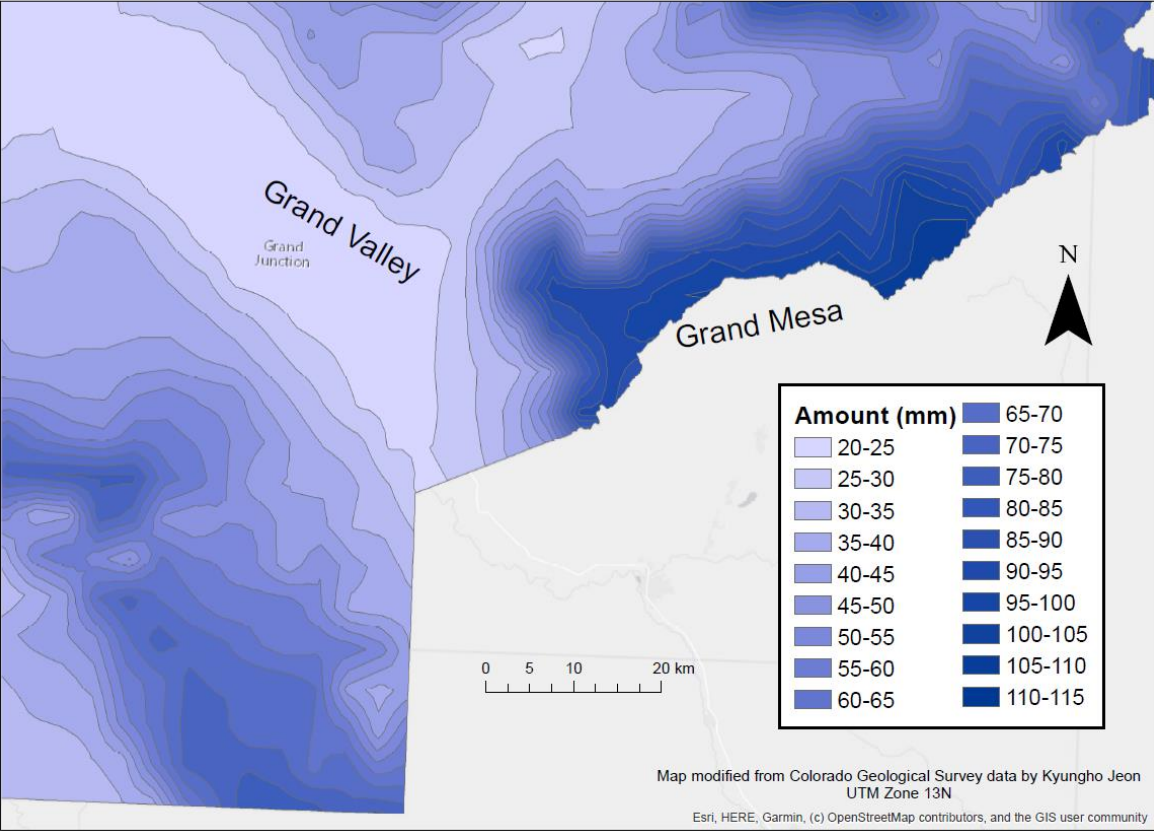 Grand Valley
Grand
Junction
Grand Mesa
N
Amount (mm)
20-25
25-30
30-35
35-40
40-45
45-50
50-55
55-60
60-65
65-70
70-75
75-80
80-85
85-90
90-95
95-100
100-105
105-110
110-115
0 5 10 20 km
Map modified from Colorado Geological Survey data by Kyungho Jeon
UTM Zone 13N
Esri, HERE, Garmin, (c) OpenStreetMap contributors, and the GIS user community